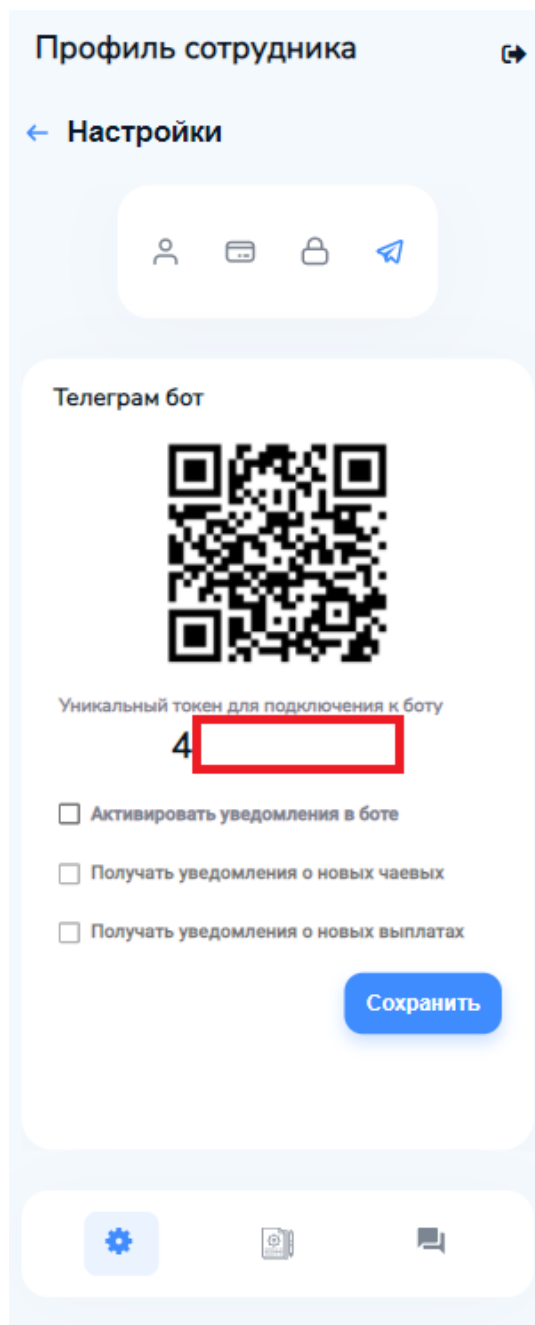 Профиль сотрудника
Настройки
Телеграм бот
Уникальный токен для подключения к боту
4
Активировать уведомления в боте
Получать уведомления о новых чаевых
Получать уведомления о новых выплатах
Сохранить